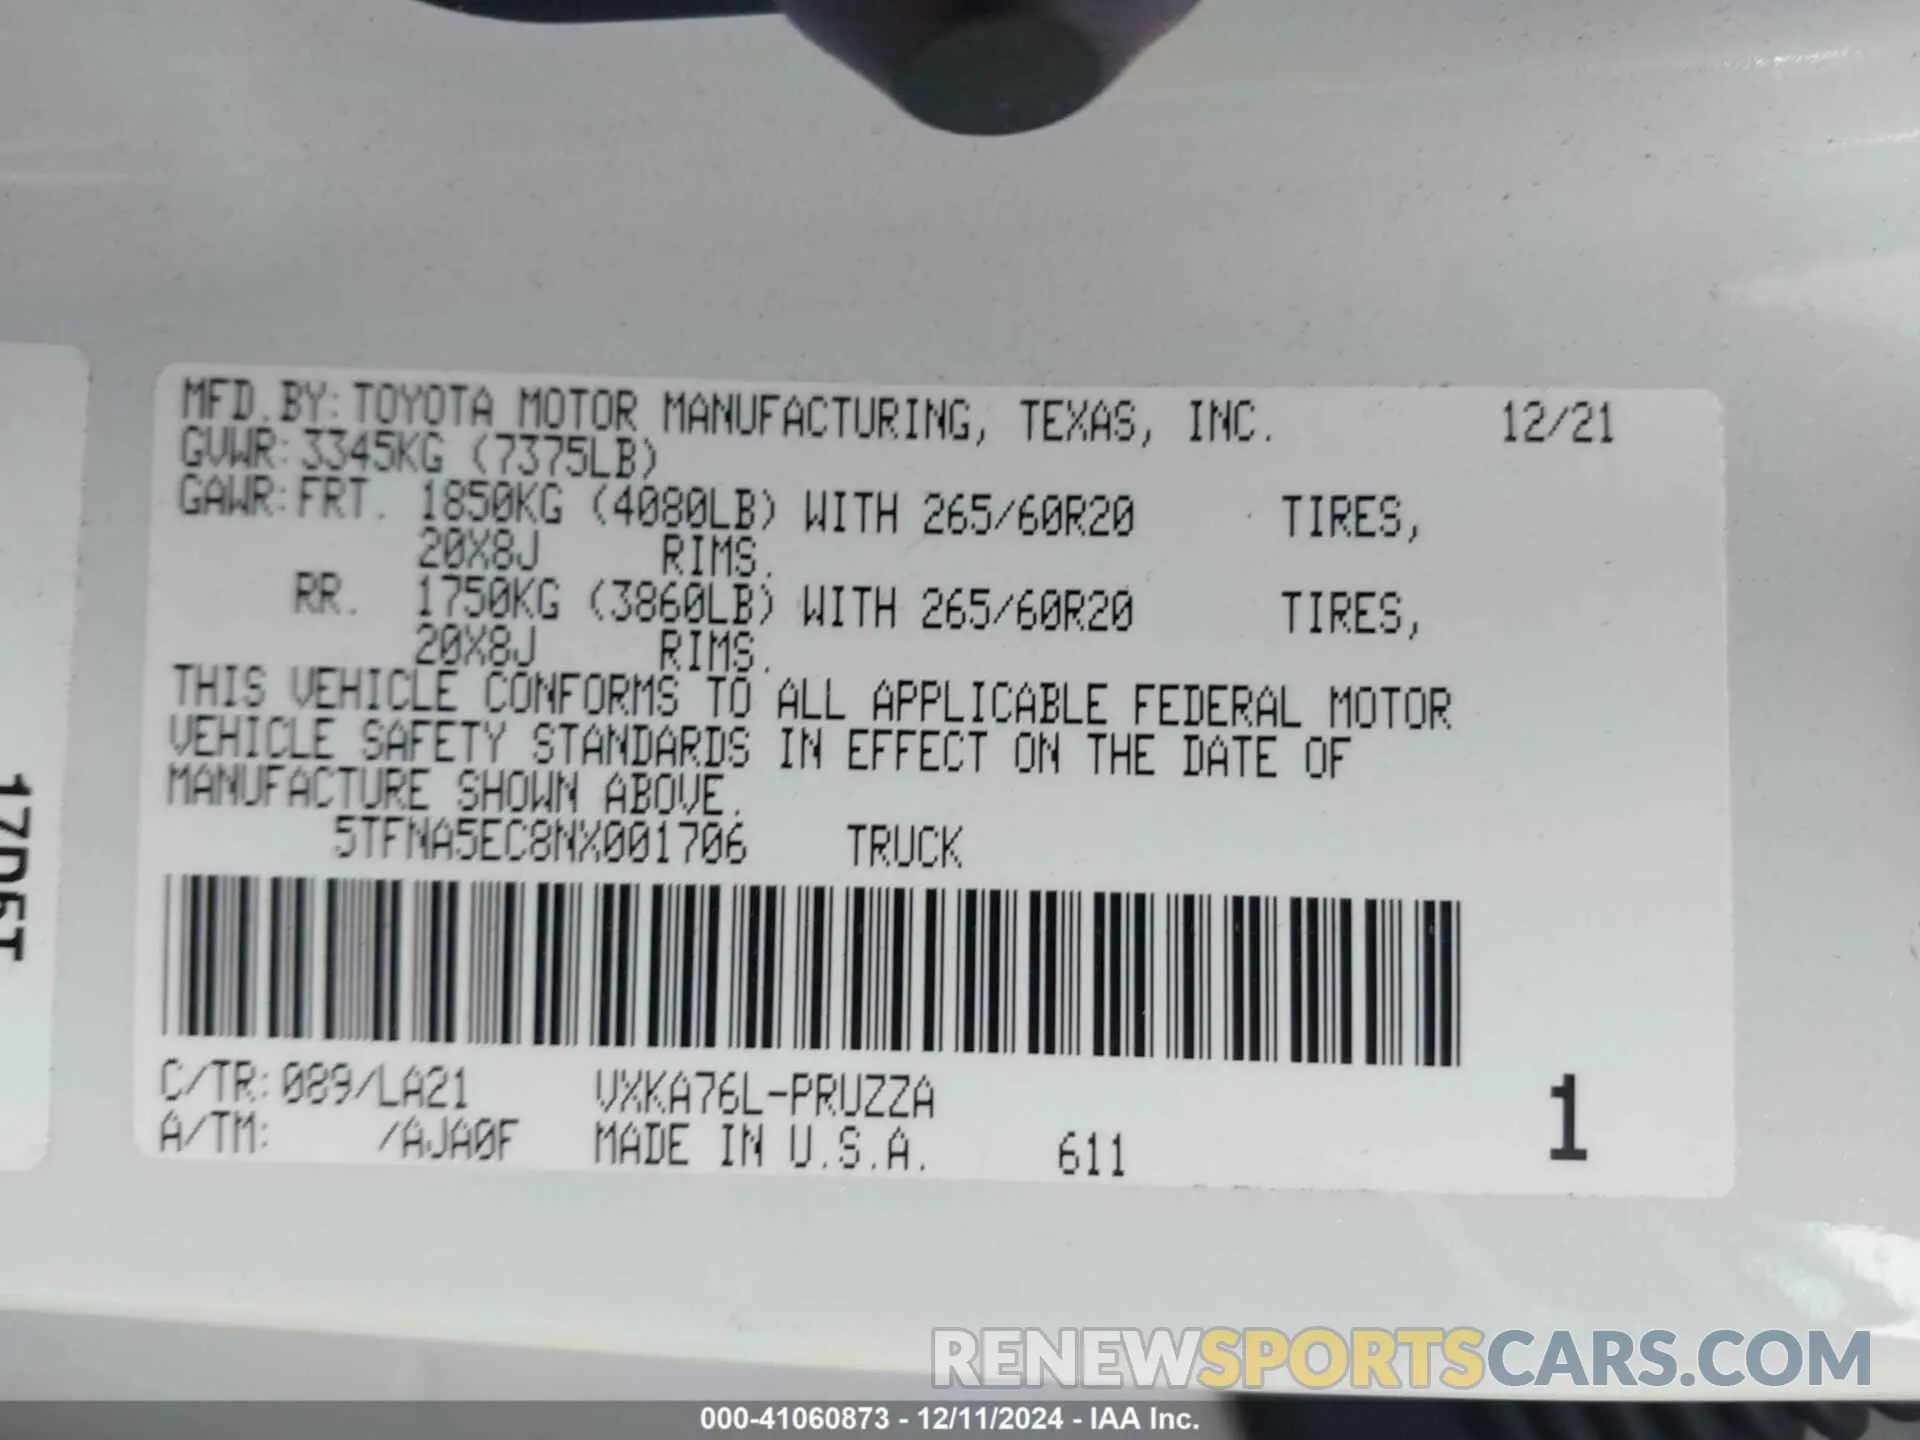 MFD.BY:TOYOTA MOTOR MANUFACTURING, TEXAS, INC. 12/21
GVWR:3345KG (7375LB)
GAWR:FRT. 1850KG (4080LB) WITH 265/60R20 TIRES,
20X8J RIMS.
RR. 1750KG (3860LB) WITH 265/60R20 TIRES,
20X8J RIMS.
THIS VEHICLE CONFORMS TO ALL APPLICABLE FEDERAL MOTOR
VEHICLE SAFETY STANDARDS IN EFFECT ON THE DATE OF
MANUFACTURE SHOWN ABOVE.
5TFNA5EC8NX001706 TRUCK
C/TR:089/LA21 VXKA76L-PRUZZA
A/TM: /AJA0F MADE IN U.S.A. 611
1
RENEWSPORTSCARS.COM
000-41060873 - 12/11/2024 - IAA Inc.